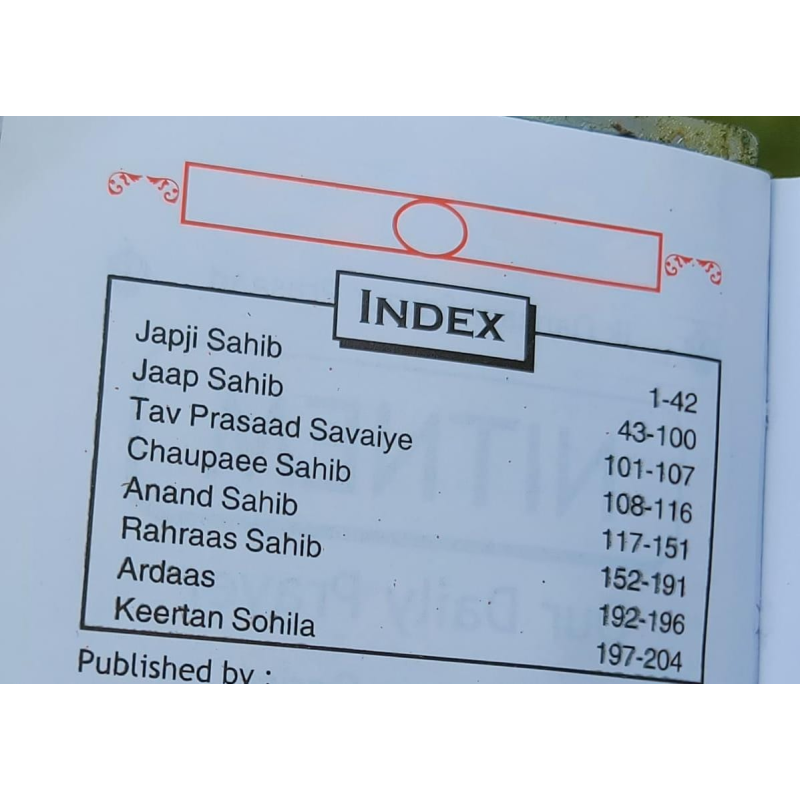 INDEX
Japji Sahib 1-42
Jaap Sahib 43-100
Tav Prasaad Savaiye 101-107
Chaupaee Sahib 108-116
Anand Sahib 117-151
Rahraas Sahib 152-191
Ardaas 192-196
Keertan Sohila 197-204
Published by :